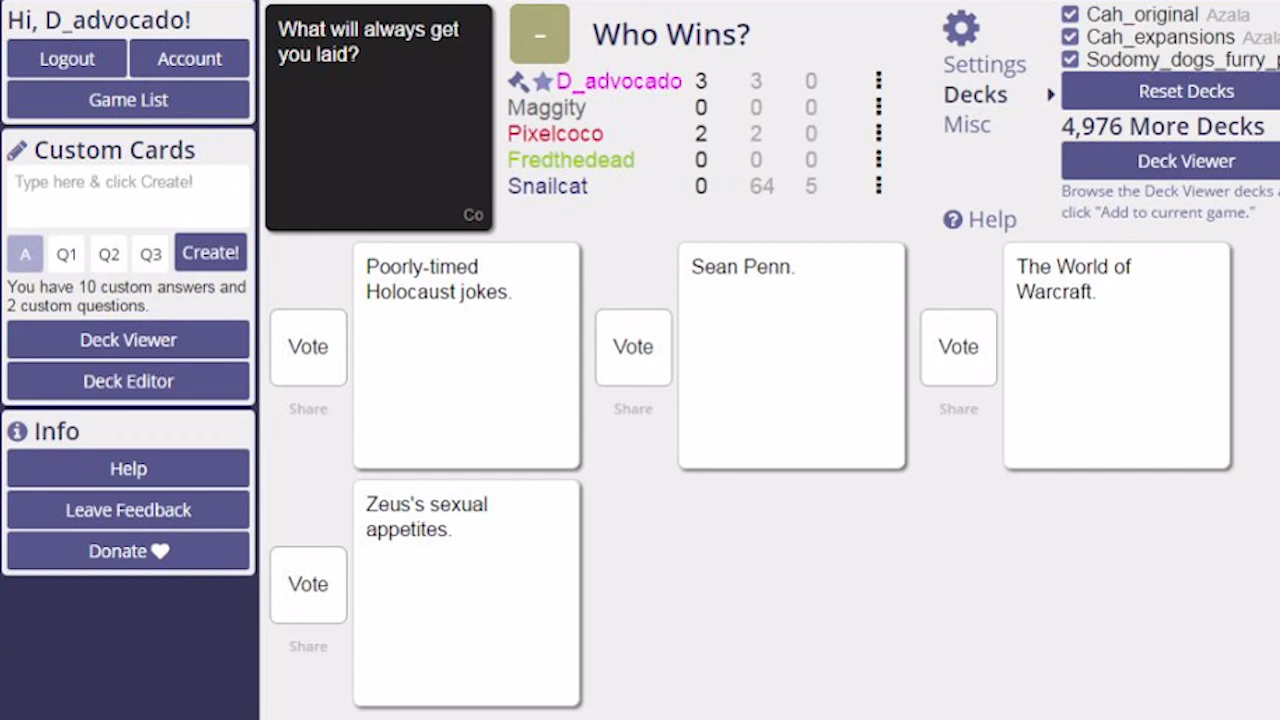 Hi, D_advocado!
Logout
Account
Game List
Custom Cards
Type here & click Create!
A
Q1
Q2
Q3
Create!
You have 10 custom answers and
2 custom questions.
Deck Viewer
Deck Editor
Info
Help
Leave Feedback
Donate
What will always get
you laid?
Co
-
Who Wins?
D_advocado 3 3 0
Maggity 0 0 0
Pixelcoco 2 2 0
Fredthedead 0 0 0
Snailcat 0 64 5
Settings
Decks
Misc
Help
Cah_original Azala
Cah_expansions Azal
Sodomy_dogs_furry_p
Reset Decks
4,976 More Decks
Deck Viewer
Browse the Deck Viewer decks a
click "Add to current game."
Vote
Share
Poorly-timed
Holocaust jokes.
Vote
Share
Sean Penn.
Vote
Share
The World of
Warcraft.
Vote
Share
Zeus's sexual
appetites.